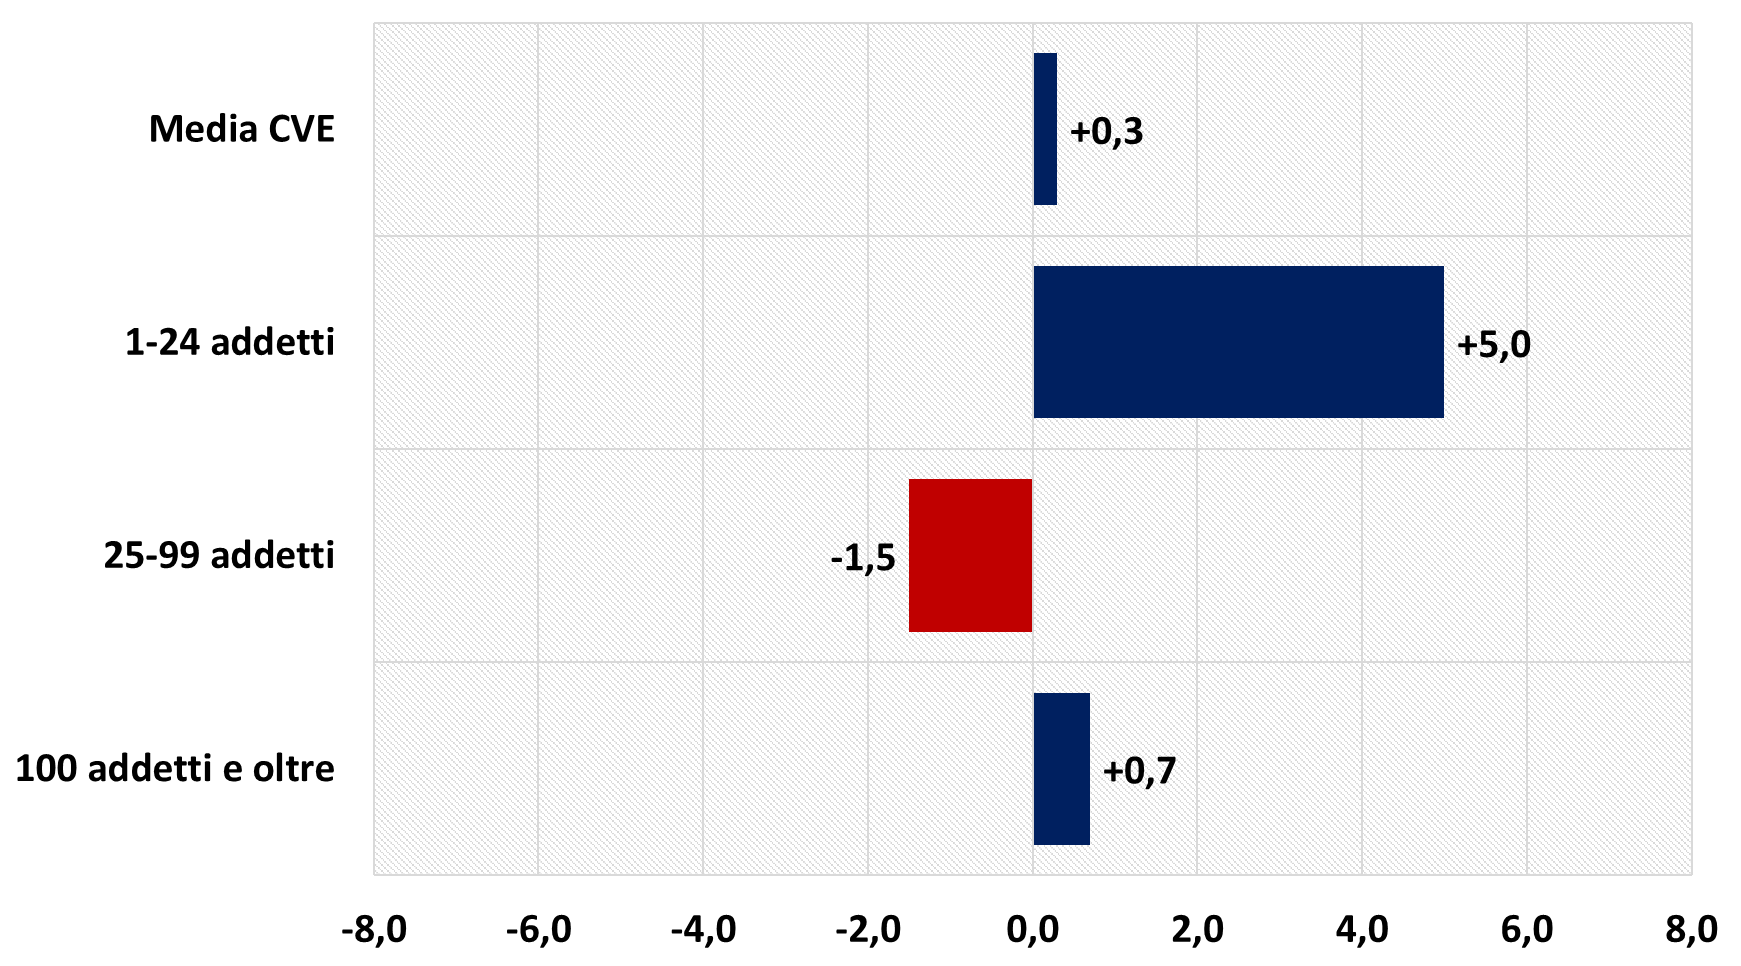 Media CVE
+0,3
1-24 addetti
+5,0
25-99 addetti
-1,5
100 addetti e oltre
+0,7
-8,0 -6,0 -4,0 -2,0 0,0 2,0 4,0 6,0 8,0